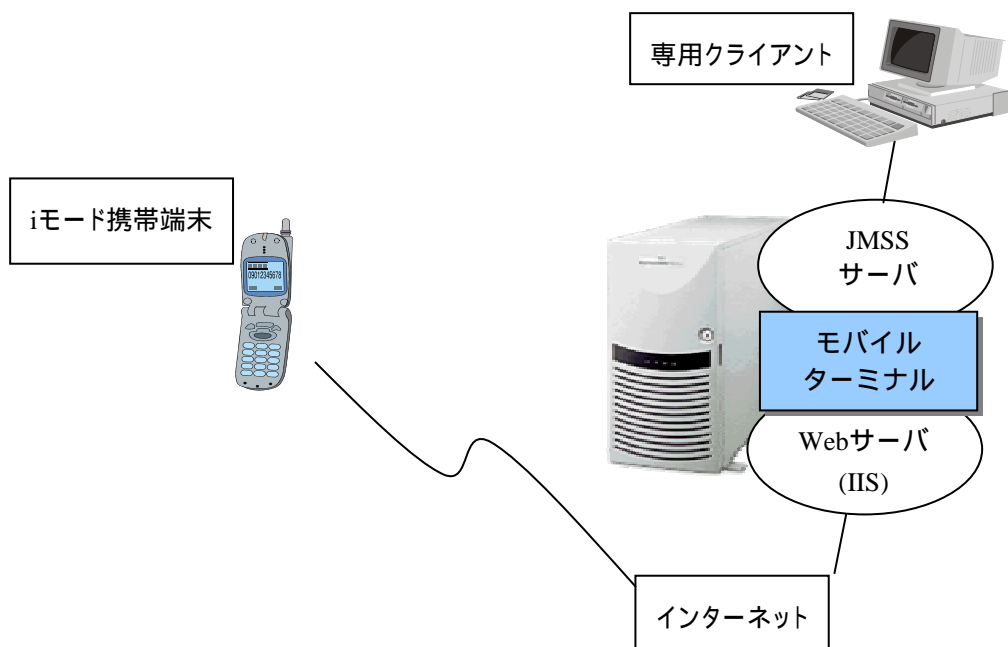 専用クライアント
iモード携帯端末
09012345678
JMSS
サーバ
モバイル
ターミナル
Webサーバ
(IIS)
インターネット